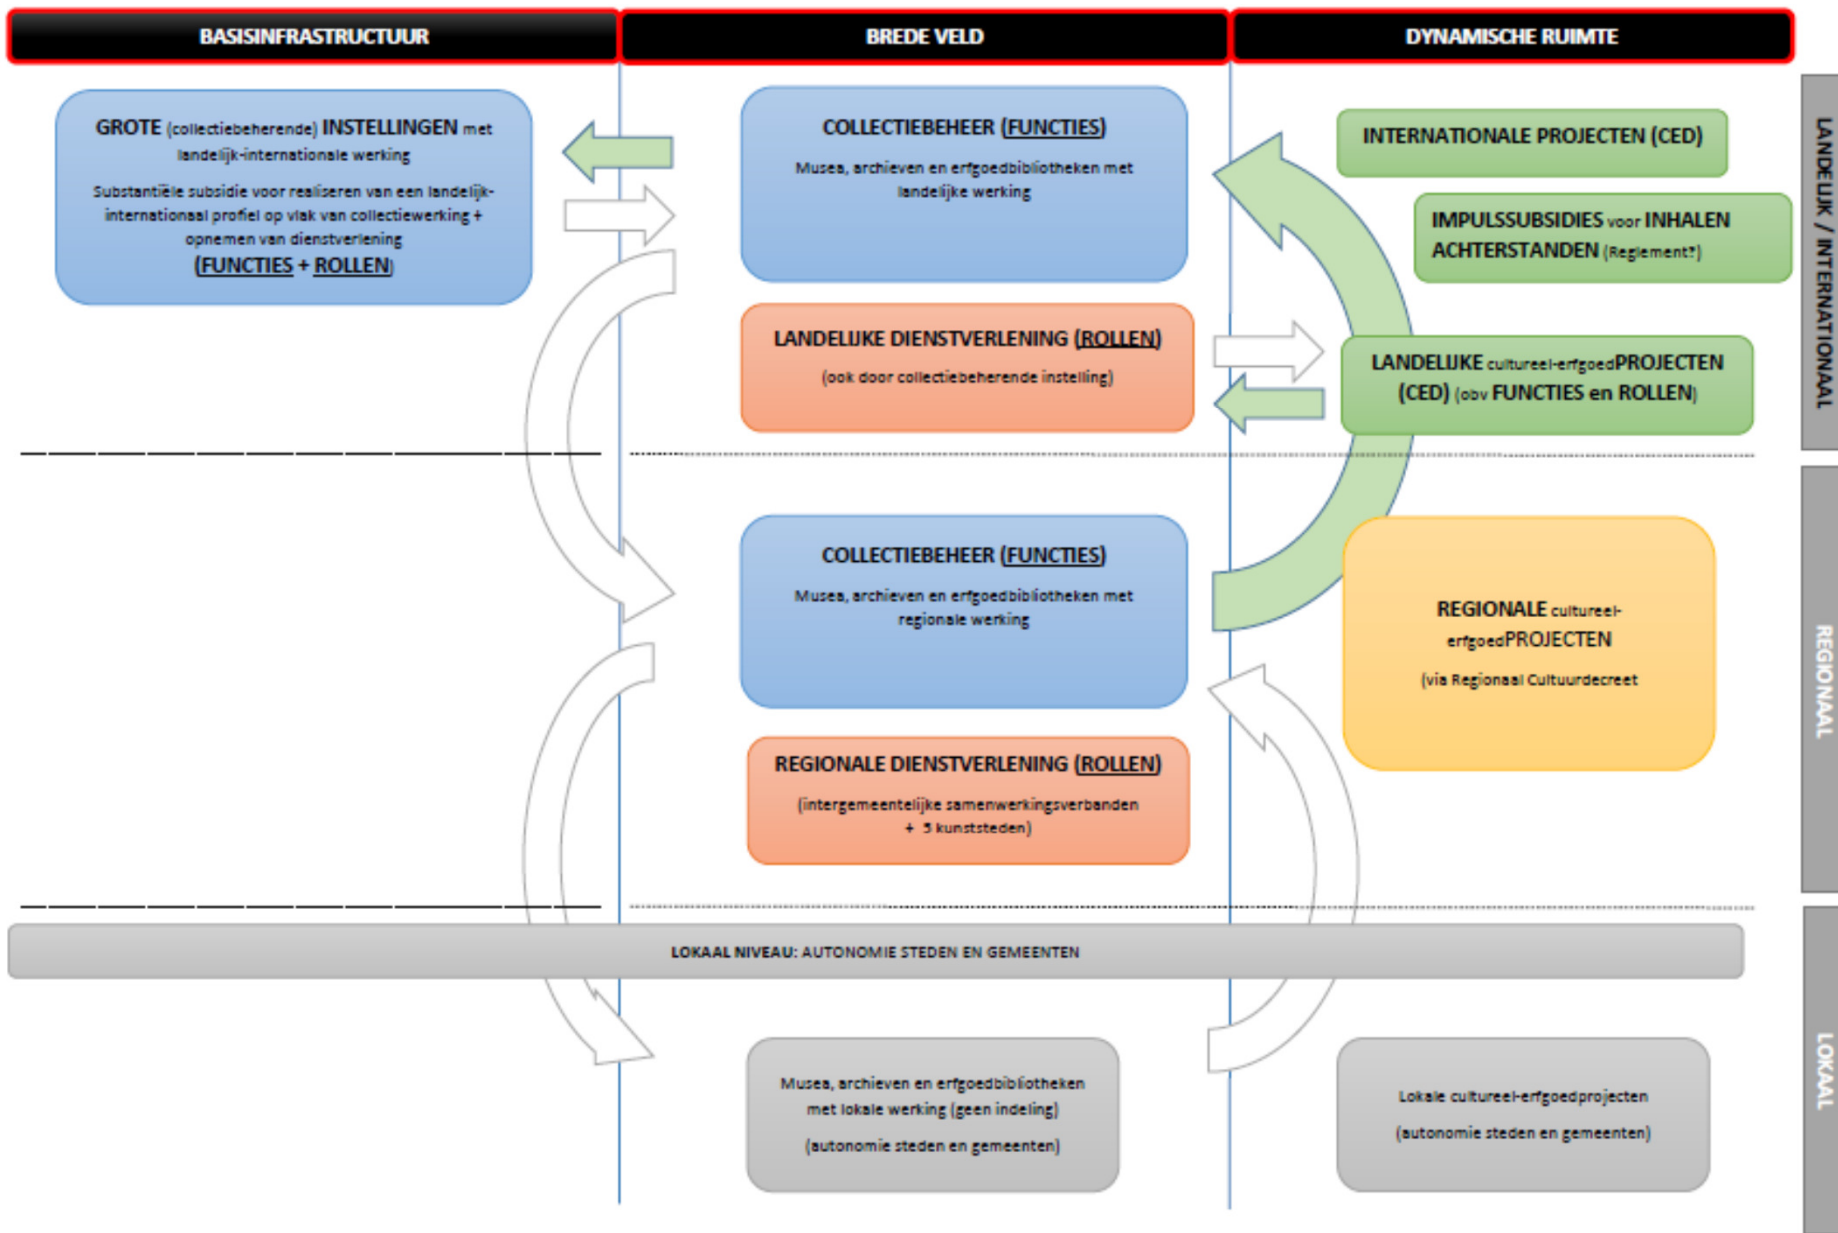 BASISINFRASTRUCTUUR
BREDE VELD
DYNAMISCHE RUIMTE
GROTE (collectiebeherende) INSTELLINGEN met
landelijk-internationale werking
Substantiële subsidie voor realiseren van een landelijk-
internationaal profiel op vlak van collectiewerking +
opnemen van dienstverlening
(FUNCTIES + ROLLEN)
COLLECTIEBEHEER (FUNCTIES)
Musea, archieven en erfgoedbibliotheken met
landelijke werking
LANDELIJKE DIENSTVERLENING (ROLLEN)
(ook door collectiebeherende instelling)
INTERNATIONALE PROJECTEN (CED)
IMPULSSUBSIDIES voor INHALEN
ACHTERSTANDEN (Reglement?)
LANDELIJKE cultureel-erfgoedPROJECTEN
(CED) (obv FUNCTIES en ROLLEN)
LANDELIJK / INTERNATIONAAL
COLLECTIEBEHEER (FUNCTIES)
Musea, archieven en erfgoedbibliotheken met
regionale werking
REGIONALE DIENSTVERLENING (ROLLEN)
(intergemeentelijke samenwerkingsverbanden
+ 5 kunststeden)
REGIONALE cultureel-
erfgoedPROJECTEN
(via Regionaal Cultuurdecreet
REGIONAAL
LOKAAL NIVEAU: AUTONOMIE STEDEN EN GEMEENTEN
Musea, archieven en erfgoedbibliotheken
met lokale werking (geen indeling)
(autonomie steden en gemeenten)
Lokale cultureel-erfgoedprojecten
(autonomie steden en gemeenten)
LOKAAL